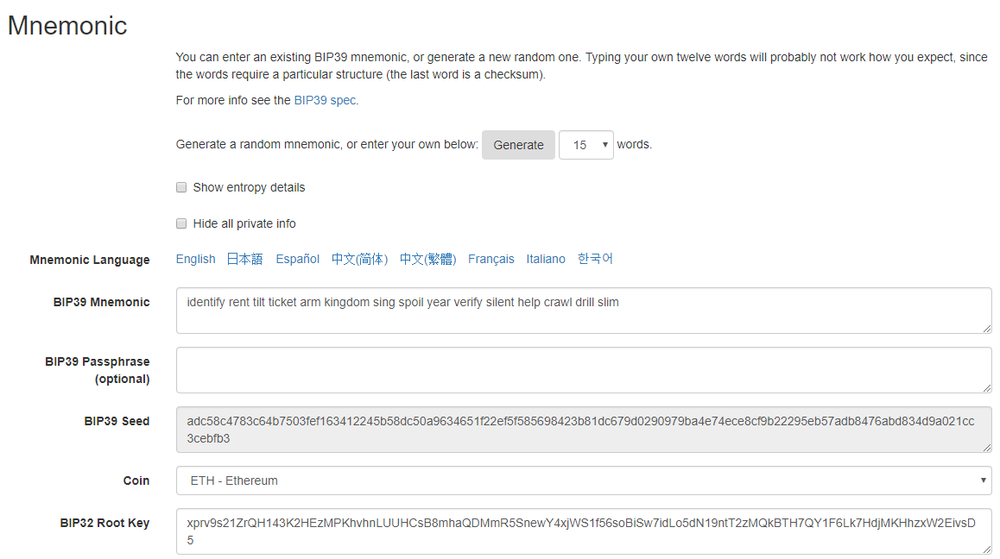 Mnemonic
You can enter an existing BIP39 mnemonic, or generate a new random one. Typing your own twelve words will probably not work how you expect, since
the words require a particular structure (the last word is a checksum).
For more info see the BIP39 spec.
Generate a random mnemonic, or enter your own below: Generate 15 words.
Show entropy details
Hide all private info
Mnemonic Language English 日本語 Español 中文(简体) 中文(繁體) Français Italiano 한국어
BIP39 Mnemonic identify rent tilt ticket arm kingdom sing spoil year verify silent help crawl drill slim
BIP39 Passphrase
(optional)
BIP39 Seed adc58c4783c64b7503fef163412245b58dc50a9634651f22ef5f585698423b81dc679d0290979ba4e74ece8cf9b22295eb57adb8476abd834d9a021cc
3cebfb3
Coin ETH - Ethereum
BIP32 Root Key xprv9s21ZrQH143K2HEzMPKhvhnLUUHCsB8mhaQDMmR5SnewY4xjWS1f56soBiSw7idLo5dN19ntT2zMQkBTH7QY1F6Lk7HdjMKHhzxW2EivsD
5